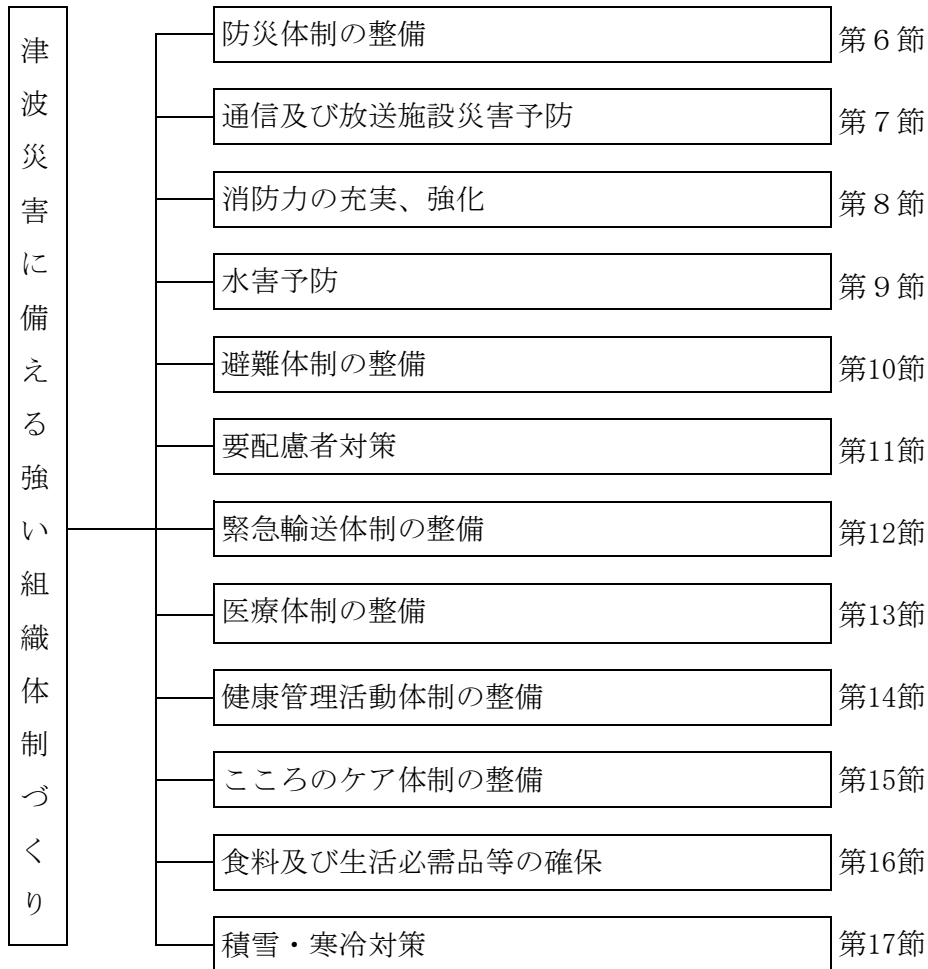 津波災害に備える強い組織体制づくり
防災体制の整備 第６節
通信及び放送施設災害予防 第７節
消防力の充実、強化 第８節
水害予防 第９節
避難体制の整備 第10節
要配慮者対策 第11節
緊急輸送体制の整備 第12節
医療体制の整備 第13節
健康管理活動体制の整備 第14節
こころのケア体制の整備 第15節
食料及び生活必需品等の確保 第16節
積雪・寒冷対策 第17節